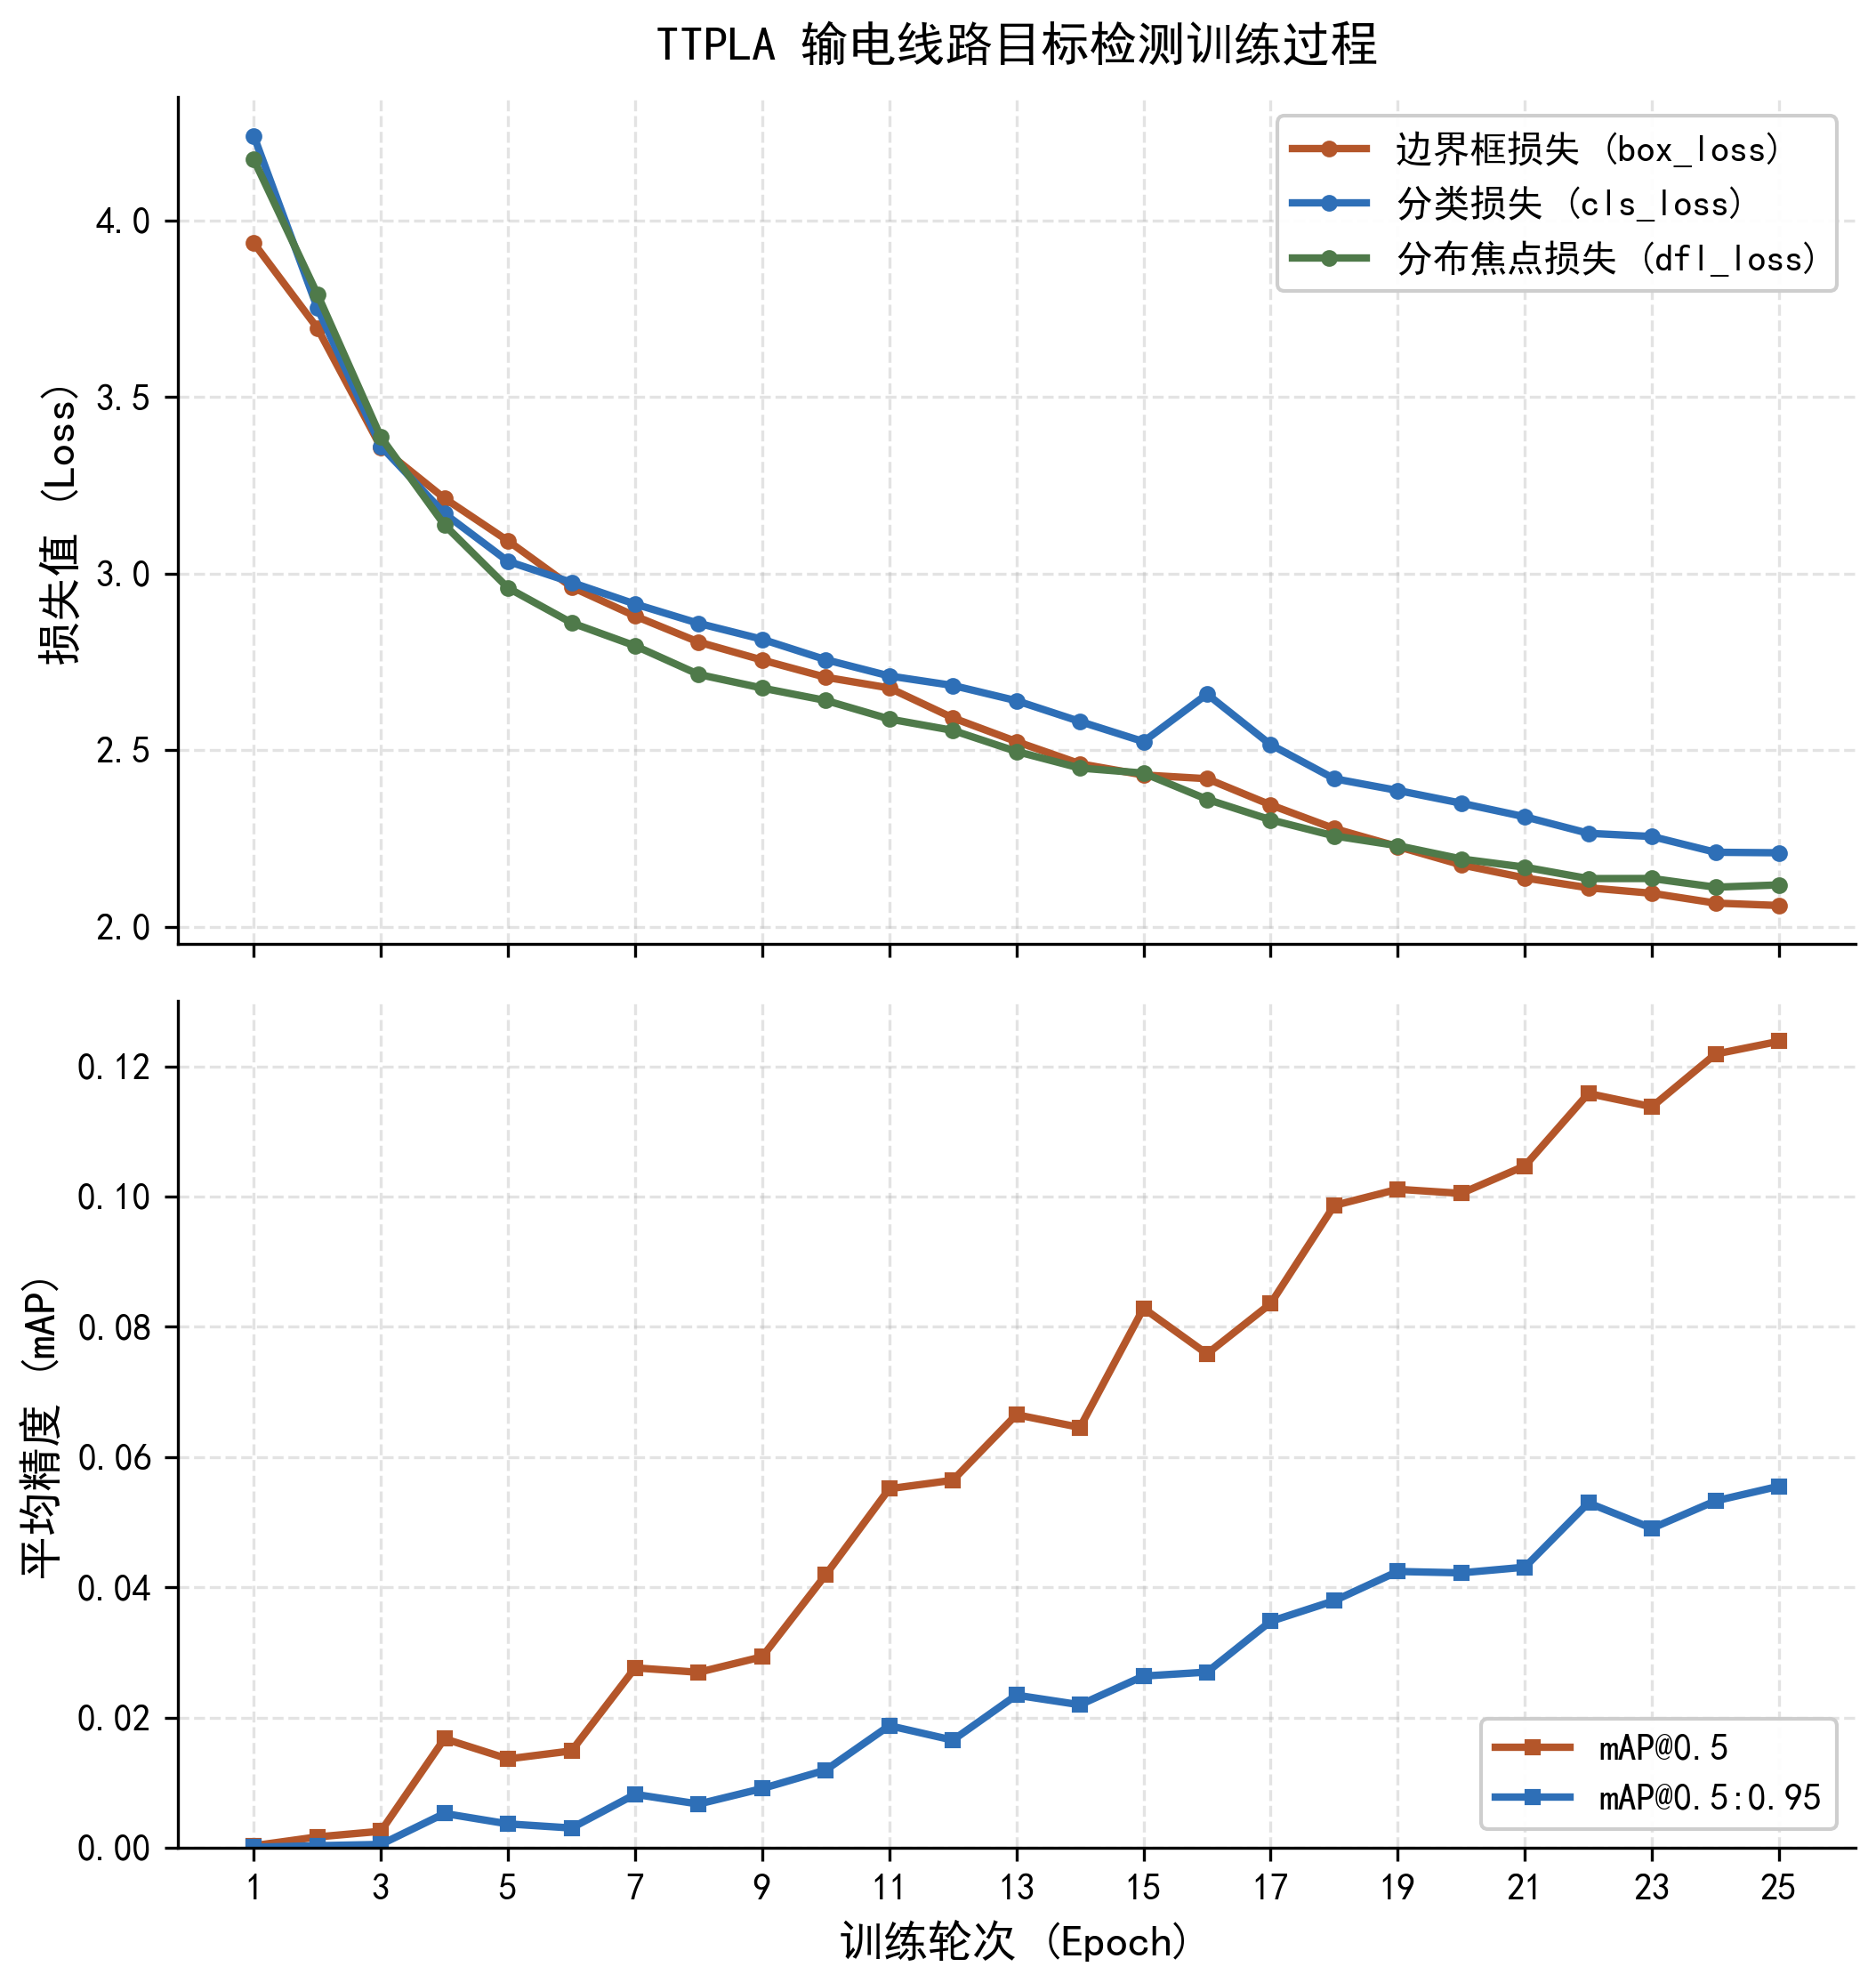 TTPLA 输电线路目标检测训练过程
边界框损失 (box_loss)
分类损失 (cls_loss)
分布焦点损失 (dfl_loss)
损失值 (Loss)
4.0
3.5
3.0
2.5
2.0
平均精度 (mAP)
0.12
0.10
0.08
0.06
0.04
0.02
0.00
mAP@0.5
mAP@0.5:0.95
1 3 5 7 9 11 13 15 17 19 21 23 25
训练轮次 (Epoch)